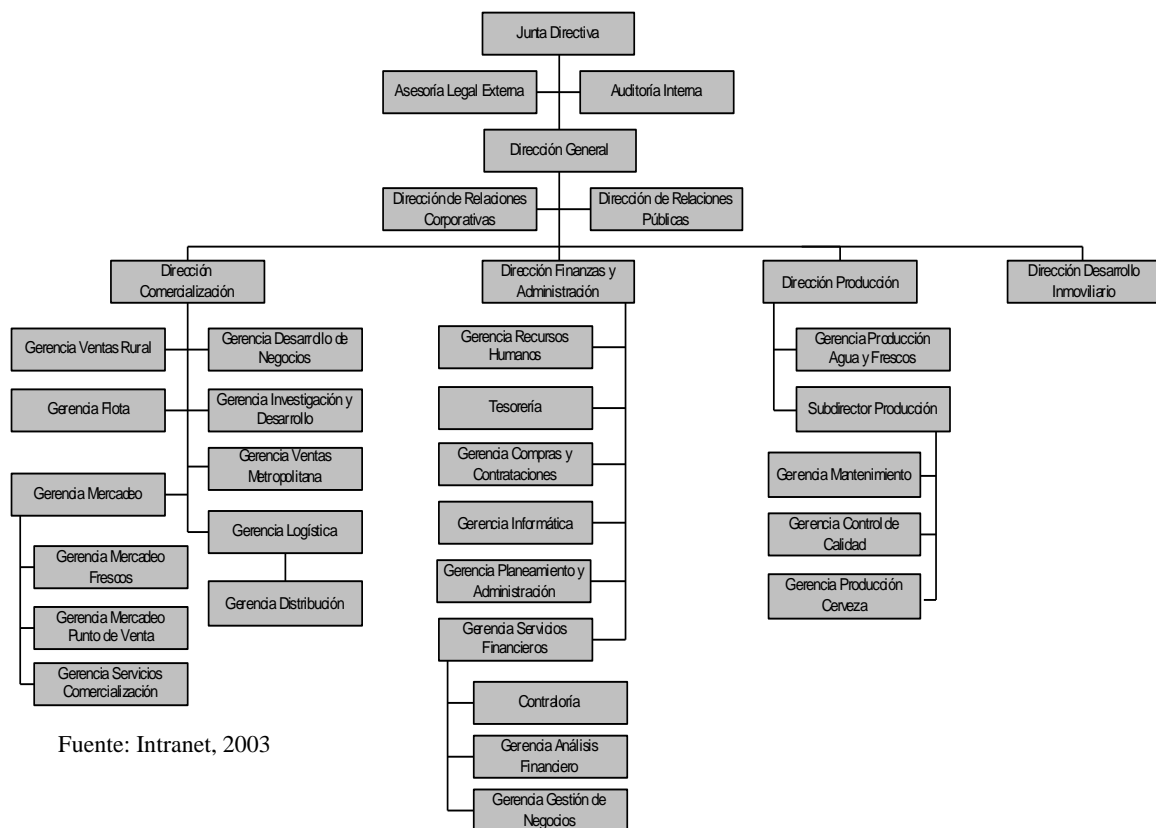 Junta Directiva
Asesoría Legal Externa
Auditoría Interna
Dirección General
Dirección de Relaciones
Corporativas
Dirección de Relaciones
Públicas
Dirección
Comercialización
Dirección Finanzas y
Administración
Dirección Producción
Dirección Desarrollo
Inmoviliario
Gerencia Ventas Rural
Gerencia Desarrollo de
Negocios
Gerencia Flota
Gerencia Investigación y
Desarrollo
Gerencia Ventas
Metropolitana
Gerencia Mercadeo
Gerencia Logística
Gerencia Mercadeo
Frescos
Gerencia Distribución
Gerencia Mercadeo
Punto de Venta
Gerencia Servicios
Comercialización
Gerencia Recursos
Humanos
Tesorería
Gerencia Compras y
Contrataciones
Gerencia Informática
Gerencia Planeamiento y
Administración
Gerencia Servicios
Financieros
Contraloría
Gerencia Análisis
Financiero
Gerencia Gestión de
Negocios
Gerencia Producción
Agua y Frescos
Subdirector Producción
Gerencia Mantenimiento
Gerencia Control de
Calidad
Gerencia Producción
Cerveza
Fuente: Intranet, 2003